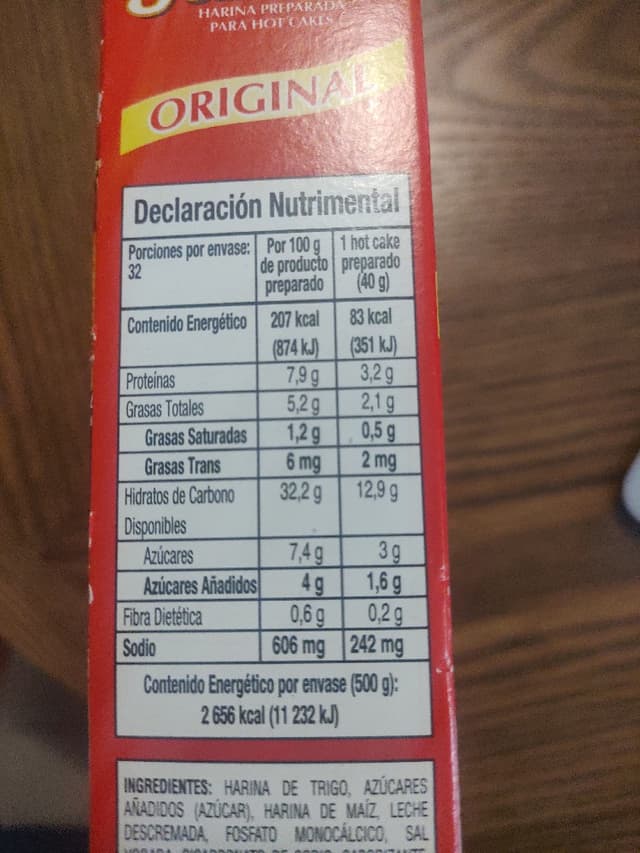 HARINA PREPARADA
PARA HOT CAKES
ORIGINAL
Declaración Nutrimental
Porciones por envase: 32
Por 100 g de producto preparado
1 hot cake preparado (40 g)
Contenido Energético 207 kcal 83 kcal
(874 kJ) (351 kJ)
Proteínas 7,9 g 3,2 g
Grasas Totales 5,2 g 2,1 g
Grasas Saturadas 1,2 g 0,5 g
Grasas Trans 6 mg 2 mg
Hidratos de Carbono 32,2 g 12,9 g
Disponibles
Azúcares 7,4 g 3 g
Azúcares Añadidos 4 g 1,6 g
Fibra Dietética 0,6 g 0,2 g
Sodio 606 mg 242 mg
Contenido Energético por envase (500 g):
2 656 kcal (11 232 kJ)
INGREDIENTES: HARINA DE TRIGO, AZÚCARES
AÑADIDOS (AZÚCAR), HARINA DE MAÍZ, LECHE
DESCREMADA, FOSFATO MONOCÁLCICO, SAL